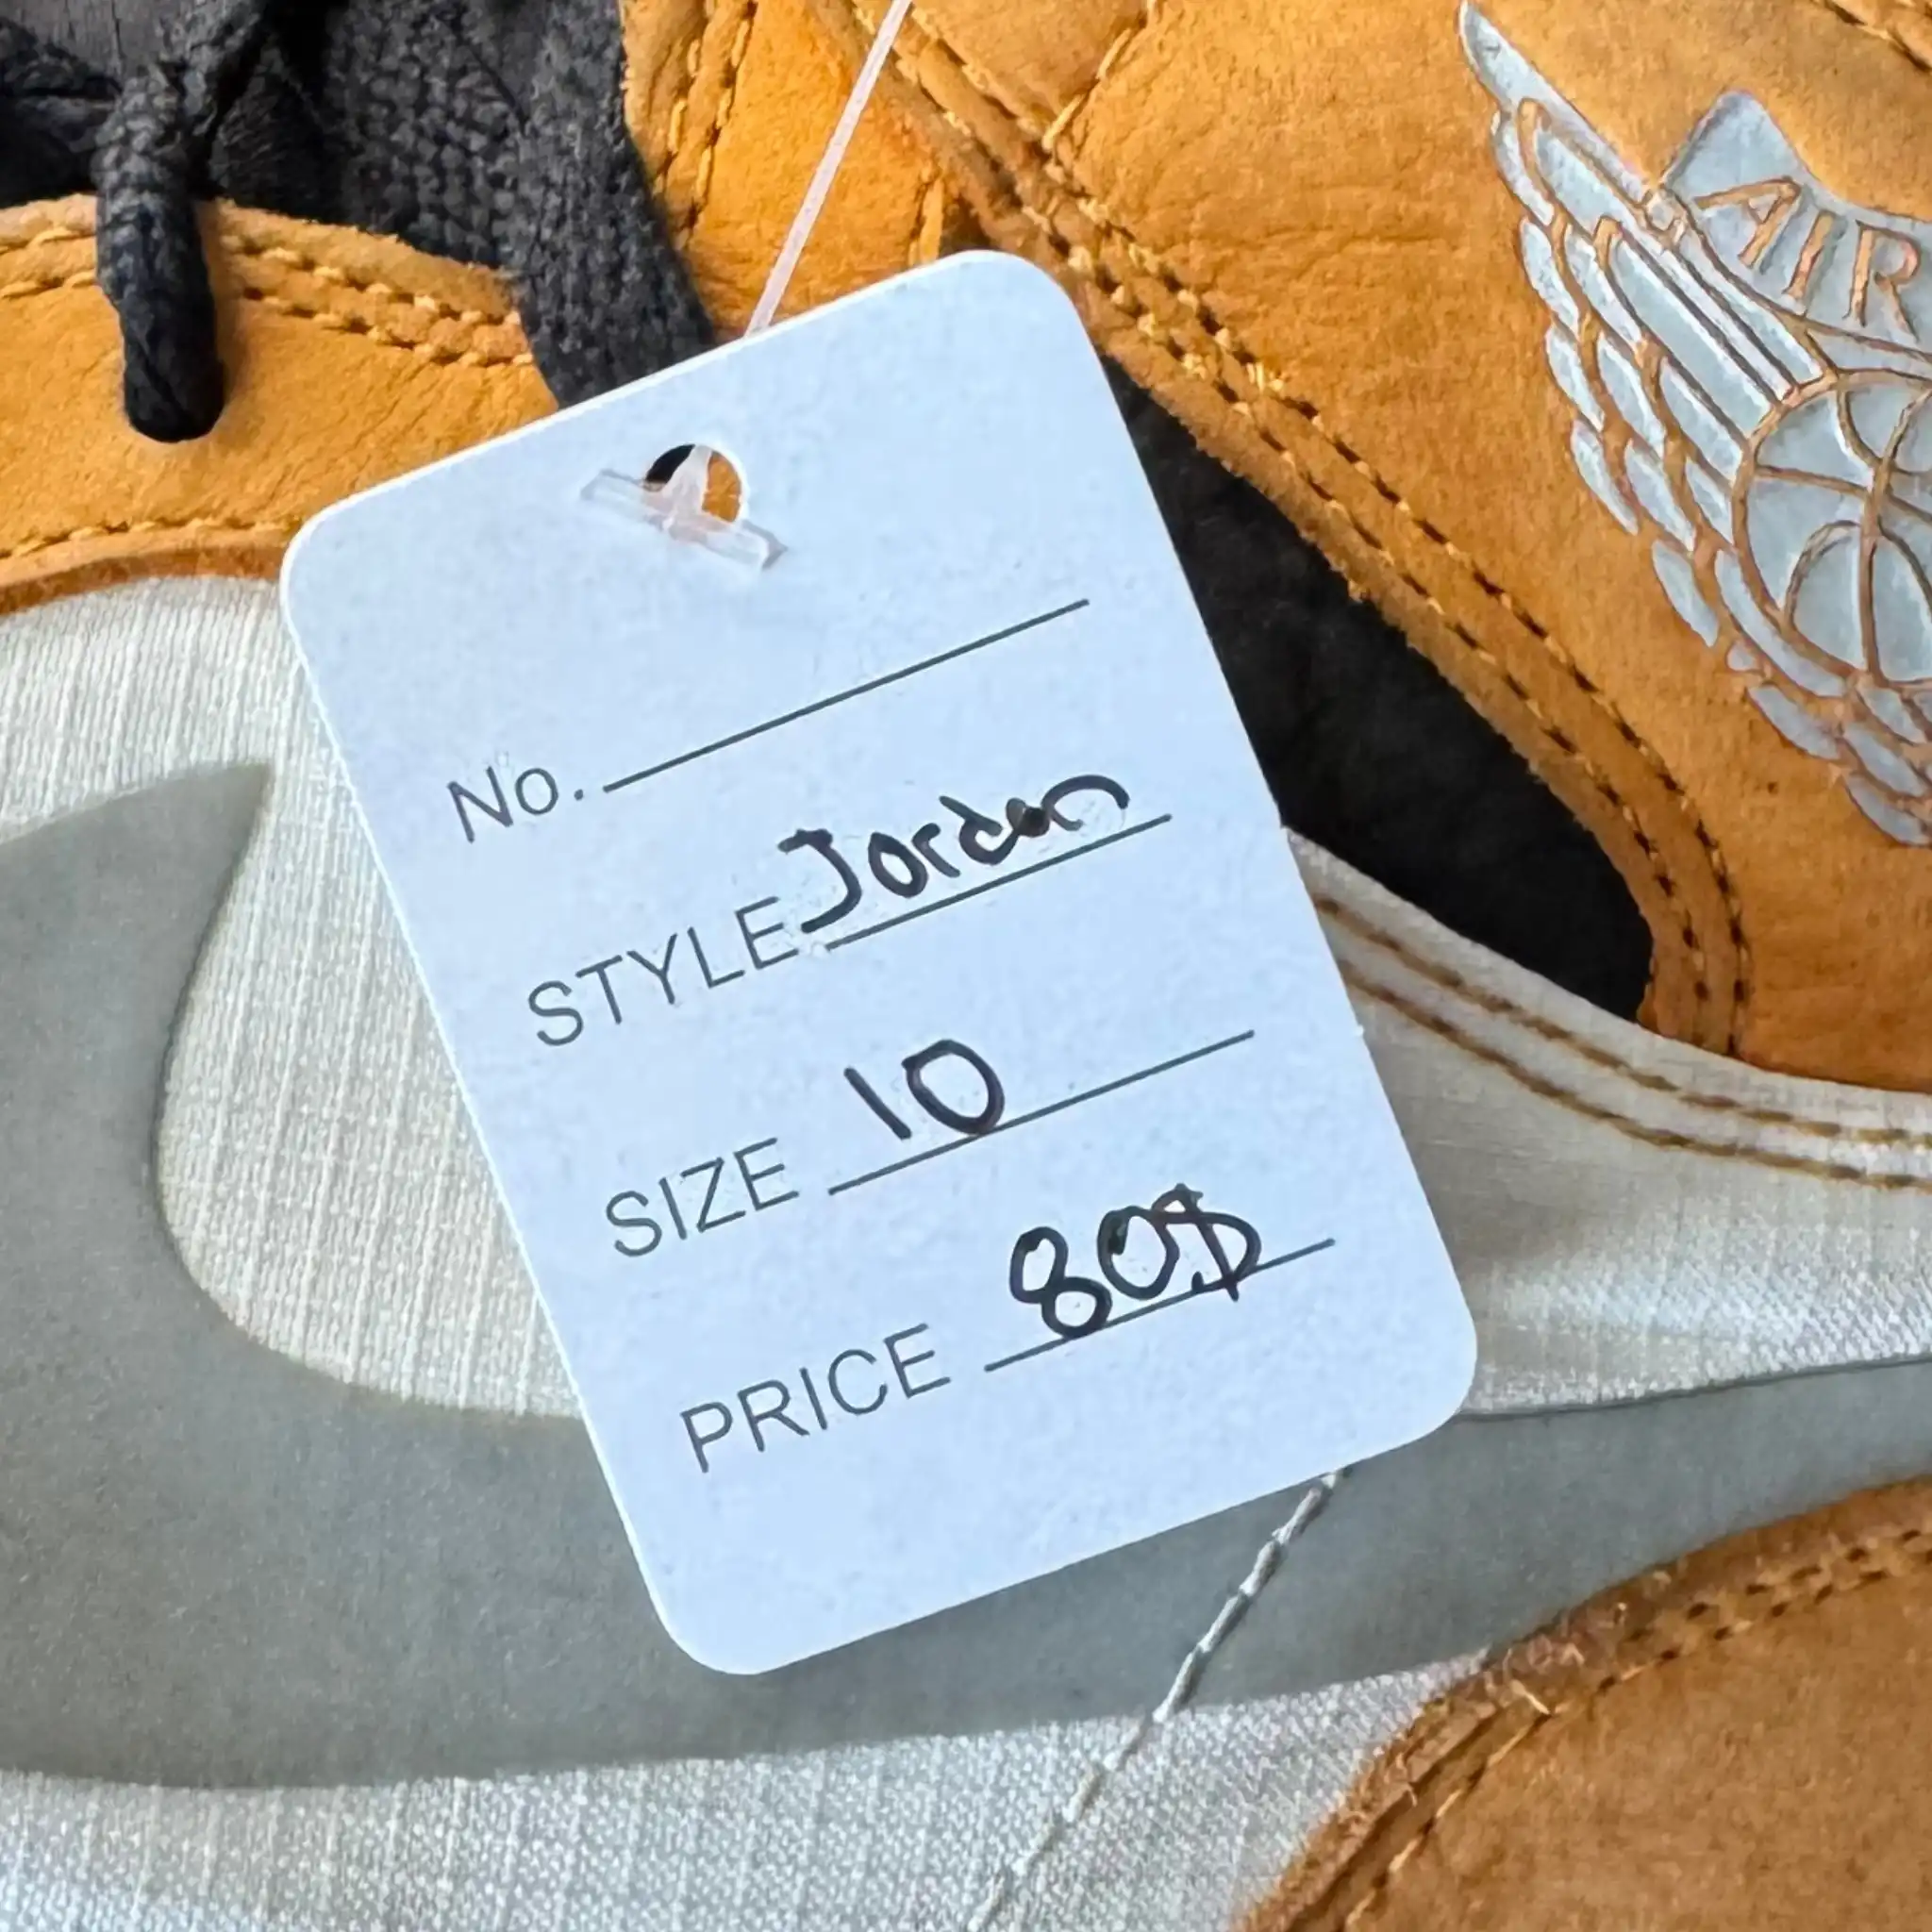 AIR
No.
STYLE Jordan
SIZE 10
PRICE 80$